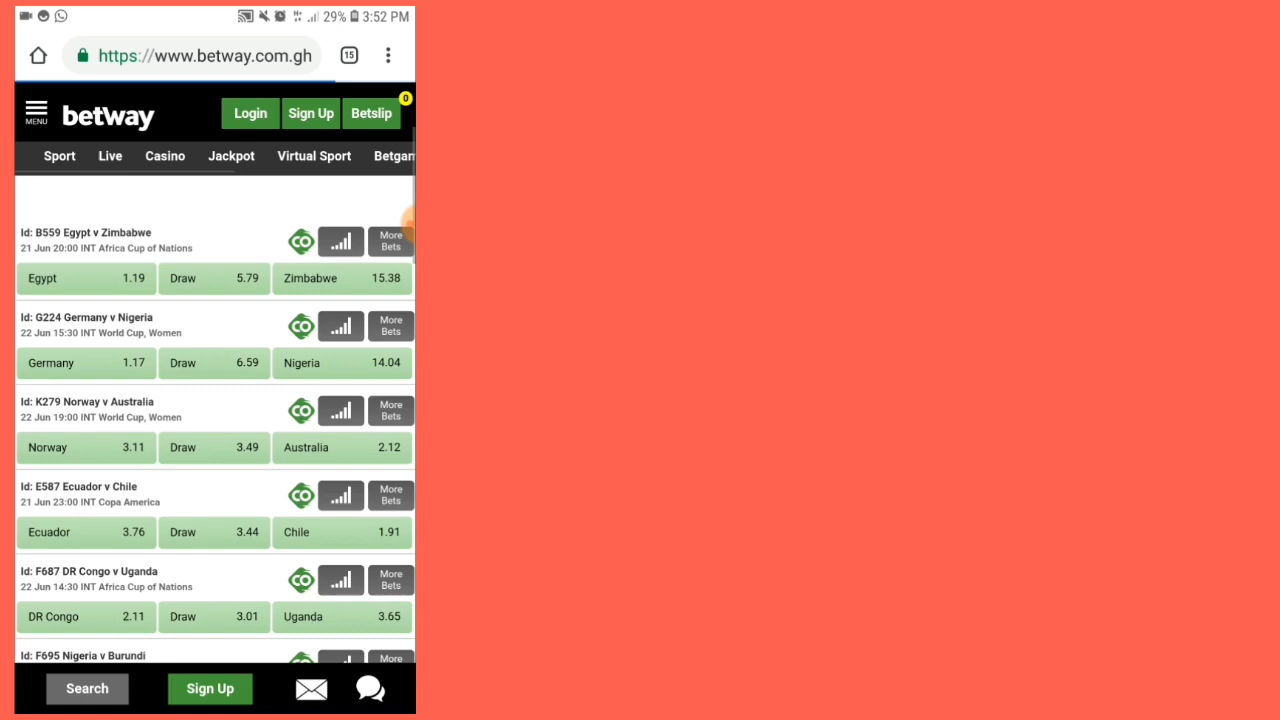 29% 3:52 PM
https://www.betway.com.gh 15
MENU betway Login Sign Up Betslip 0
Sport Live Casino Jackpot Virtual Sport Betgam
Id: B559 Egypt v Zimbabwe
21 Jun 20:00 INT Africa Cup of Nations
CO
More
Bets
Egypt 1.19 Draw 5.79 Zimbabwe 15.38
Id: G224 Germany v Nigeria
22 Jun 15:30 INT World Cup, Women
CO
More
Bets
Germany 1.17 Draw 6.59 Nigeria 14.04
Id: K279 Norway v Australia
22 Jun 19:00 INT World Cup, Women
CO
More
Bets
Norway 3.11 Draw 3.49 Australia 2.12
Id: E587 Ecuador v Chile
21 Jun 23:00 INT Copa America
CO
More
Bets
Ecuador 3.76 Draw 3.44 Chile 1.91
Id: F687 DR Congo v Uganda
22 Jun 14:30 INT Africa Cup of Nations
CO
More
Bets
DR Congo 2.11 Draw 3.01 Uganda 3.65
Id: F695 Nigeria v Burundi
More
Search Sign Up